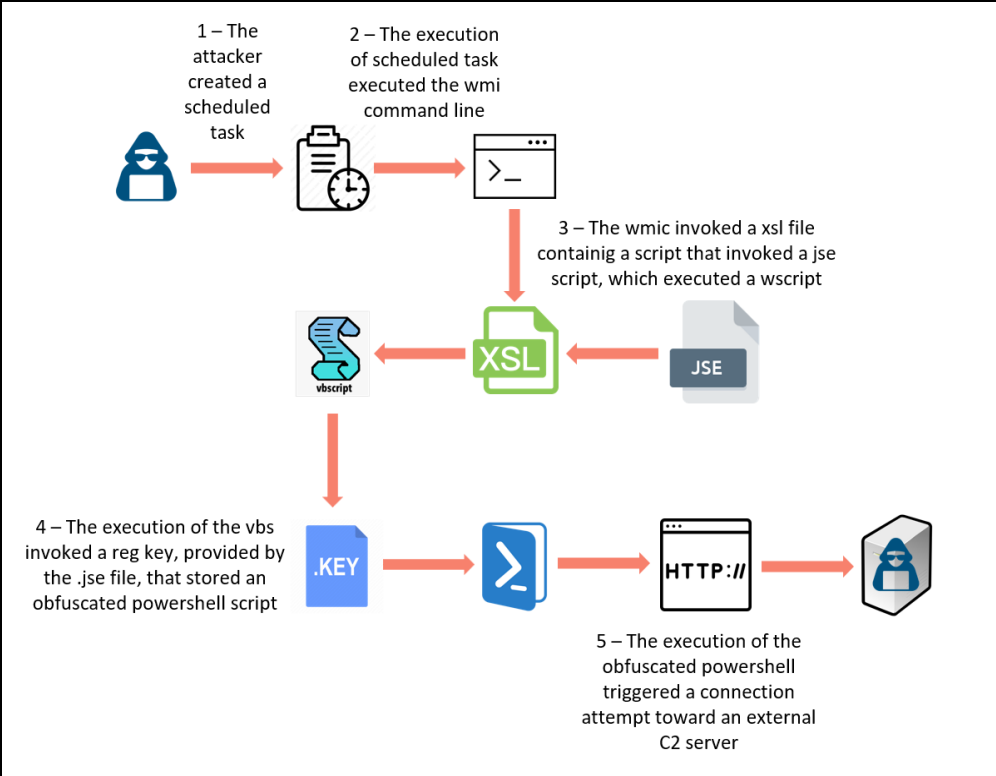 1 – The
attacker
created a
scheduled
task
2 – The execution
of scheduled task
executed the wmi
command line
>_
3 – The wmic invoked a xsl file
containig a script that invoked a jse
script, which executed a wscript
vbscript
XSL
JSE
4 – The execution of the vbs
invoked a reg key, provided by
the .jse file, that stored an
obfuscated powershell script
.KEY
HTTP://
5 – The execution of the
obfuscated powershell
triggered a connection
attempt toward an external
C2 server